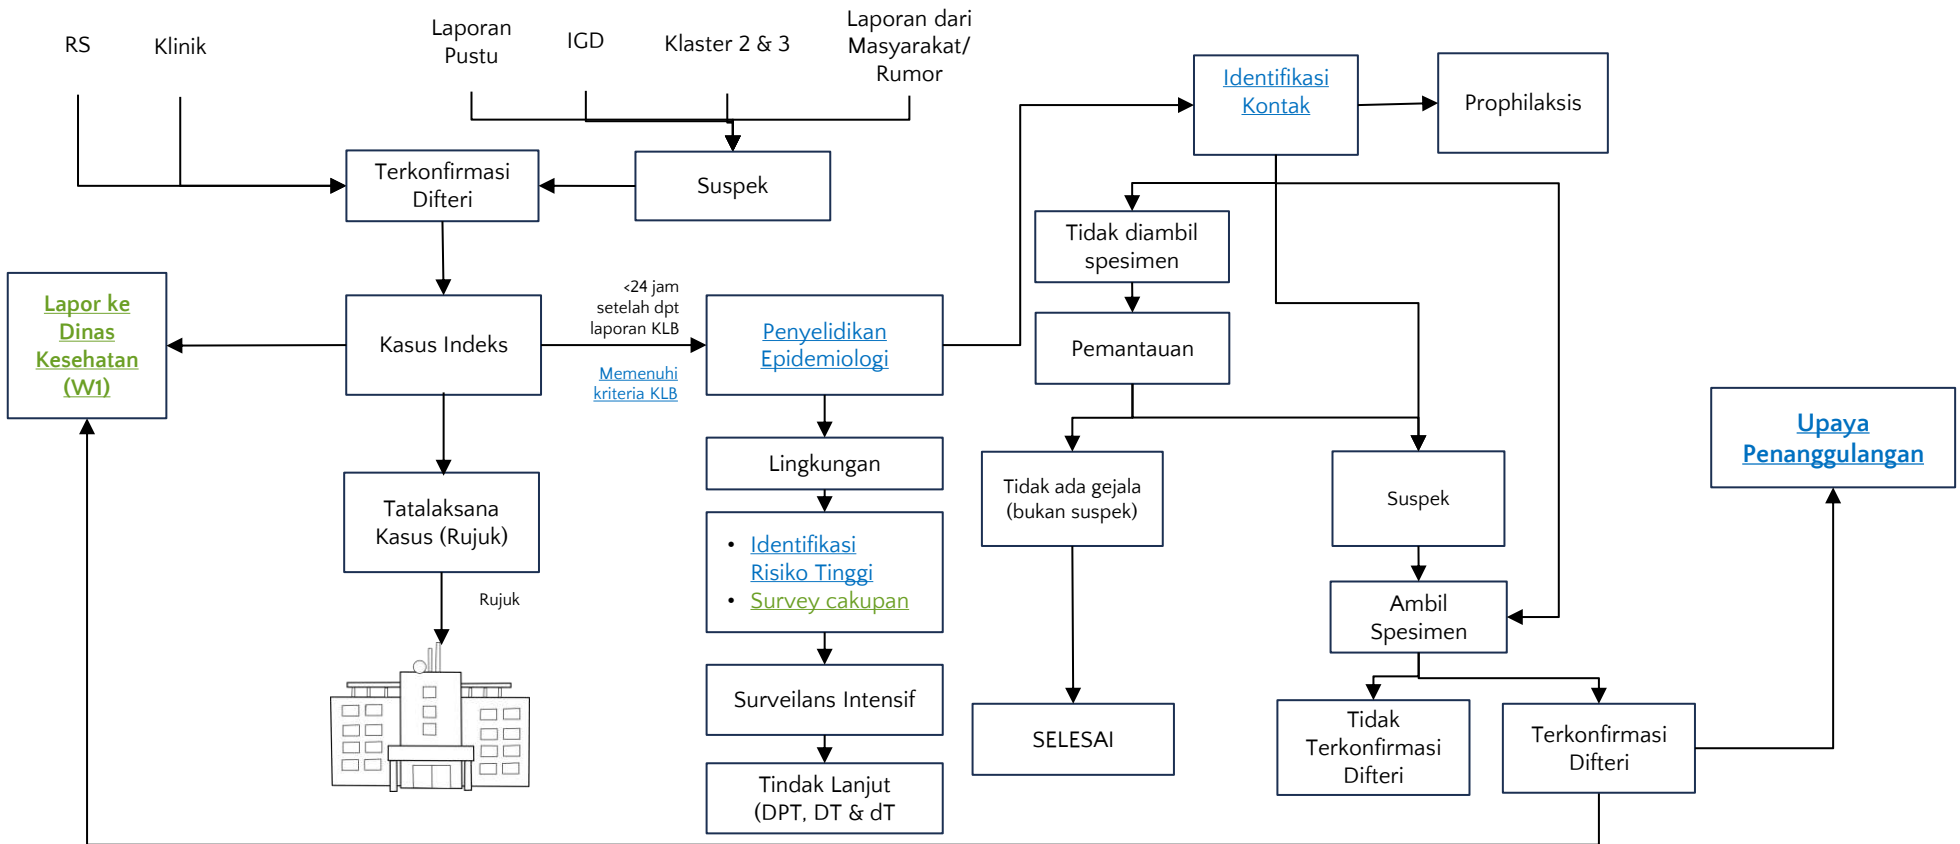 RS
Klinik
Laporan
Pustu
IGD
Klaster 2 & 3
Laporan dari
Masyarakat/
Rumor
Identifikasi
Kontak
Prophilaksis
Terkonfirmasi
Difteri
Suspek
Tidak diambil
spesimen
Lapor ke
Dinas
Kesehatan
(W1)
Kasus Indeks
<24 jam
setelah dpt
laporan KLB
Memenuhi
kriteria KLB
Penyelidikan
Epidemiologi
Pemantauan
Upaya
Penanggulangan
Lingkungan
Tatalaksana
Kasus (Rujuk)
Tidak ada gejala
(bukan suspek)
Suspek
• Identifikasi
Risiko Tinggi
• Survey cakupan
Rujuk
Ambil
Spesimen
Surveilans Intensif
SELESAI
Tidak
Terkonfirmasi
Difteri
Terkonfirmasi
Difteri
Tindak Lanjut
(DPT, DT & dT